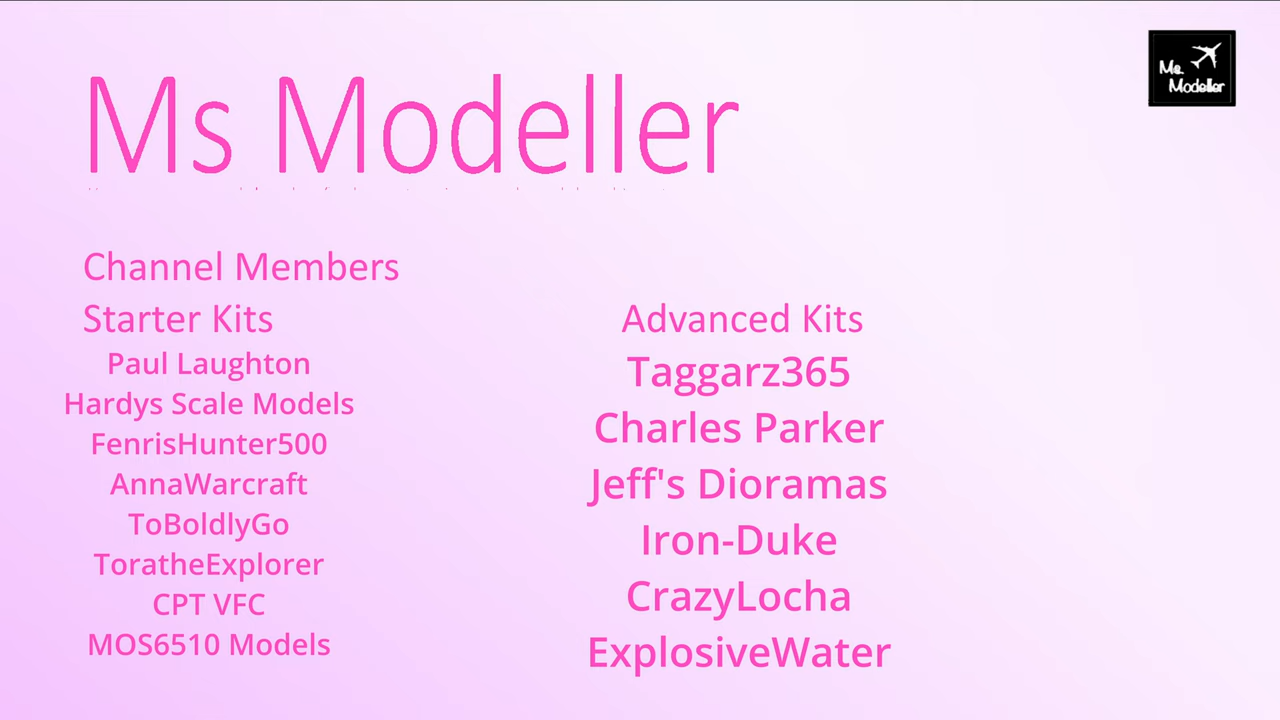 Ms Modeller
Ms.
Modeller
Channel Members
Starter Kits
Paul Laughton
Hardys Scale Models
FenrisHunter500
AnnaWarcraft
ToBoldlyGo
ToratheExplorer
CPT VFC
MOS6510 Models
Advanced Kits
Taggarz365
Charles Parker
Jeff's Dioramas
Iron-Duke
CrazyLocha
ExplosiveWater